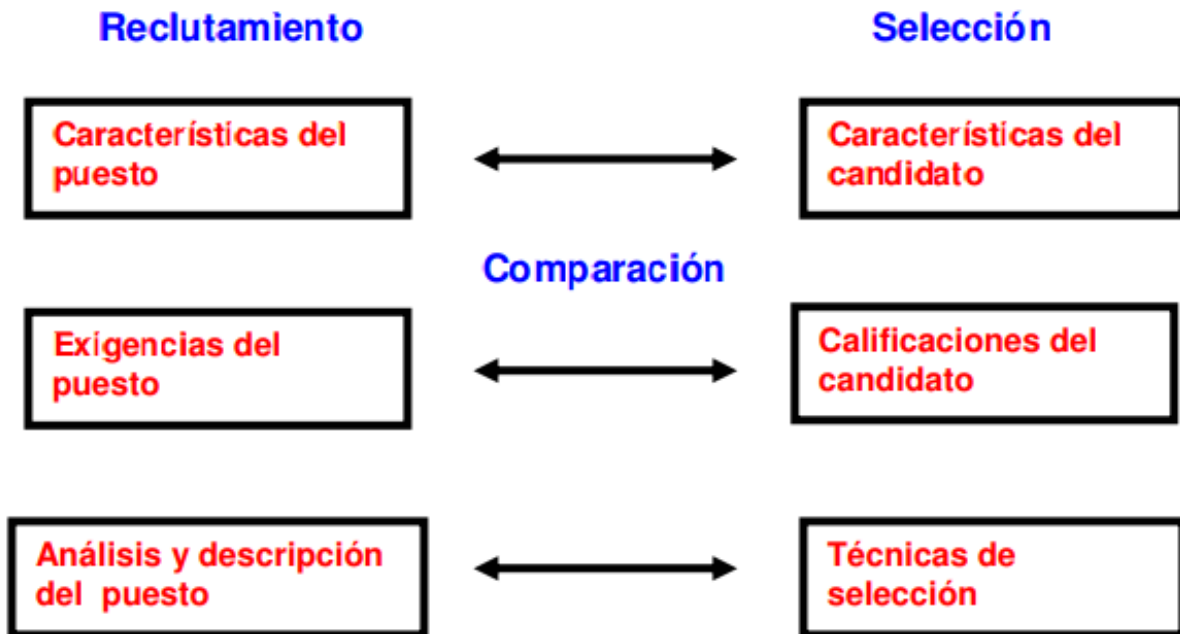 Reclutamiento
Selección
Características del
puesto
Características del
candidato
Comparación
Exigencias del
puesto
Calificaciones del
candidato
Análisis y descripción
del puesto
Técnicas de
selección